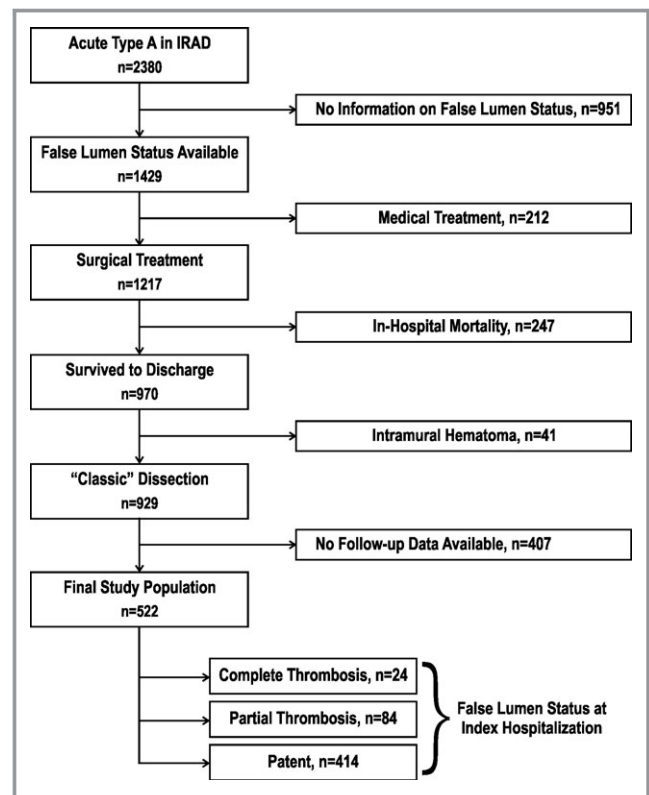 Acute Type A in IRAD
n=2380
No Information on False Lumen Status, n=951
False Lumen Status Available
n=1429
Medical Treatment, n=212
Surgical Treatment
n=1217
In-Hospital Mortality, n=247
Survived to Discharge
n=970
Intramural Hematoma, n=41
“Classic” Dissection
n=929
No Follow-up Data Available, n=407
Final Study Population
n=522
Complete Thrombosis, n=24
Partial Thrombosis, n=84
Patent, n=414
False Lumen Status at
Index Hospitalization